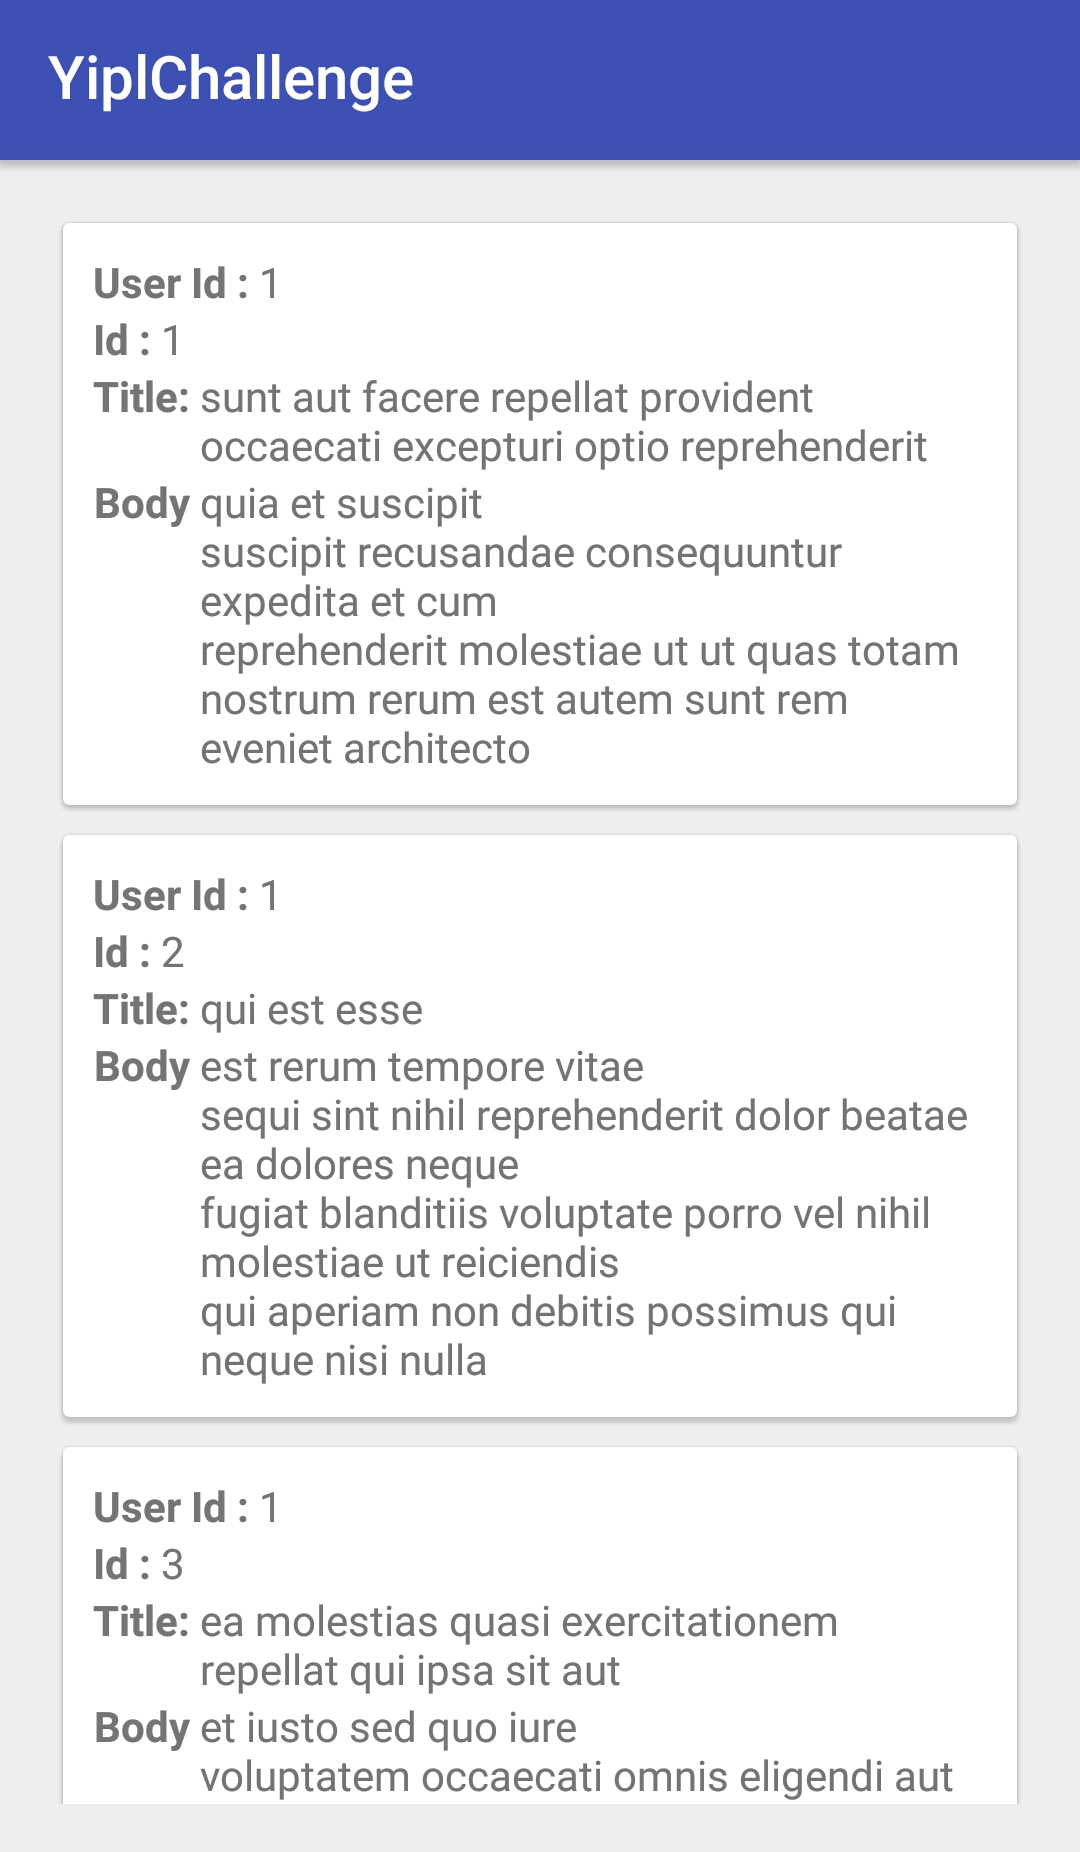 YiplChallenge
User Id : 1
Id : 1
Title: sunt aut facere repellat provident
occaecati excepturi optio reprehenderit
Body quia et suscipit
suscipit recusandae consequuntur
expedita et cum
reprehenderit molestiae ut ut quas totam
nostrum rerum est autem sunt rem
eveniet architecto
User Id : 1
Id : 2
Title: qui est esse
Body est rerum tempore vitae
sequi sint nihil reprehenderit dolor beatae
ea dolores neque
fugiat blanditiis voluptate porro vel nihil
molestiae ut reiciendis
qui aperiam non debitis possimus qui
neque nisi nulla
User Id : 1
Id : 3
Title: ea molestias quasi exercitationem
repellat qui ipsa sit aut
Body et iusto sed quo iure
voluptatem occaecati omnis eligendi aut